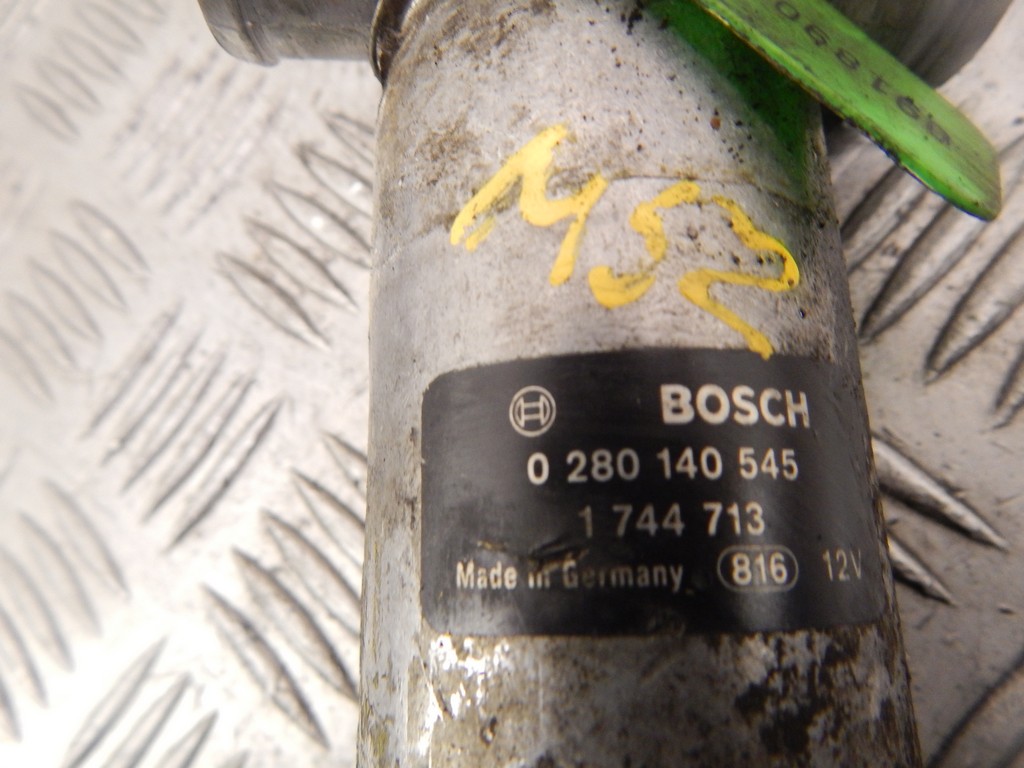 M52
BOSCH
0 280 140 545
1 744 713
Made in Germany 816 12V